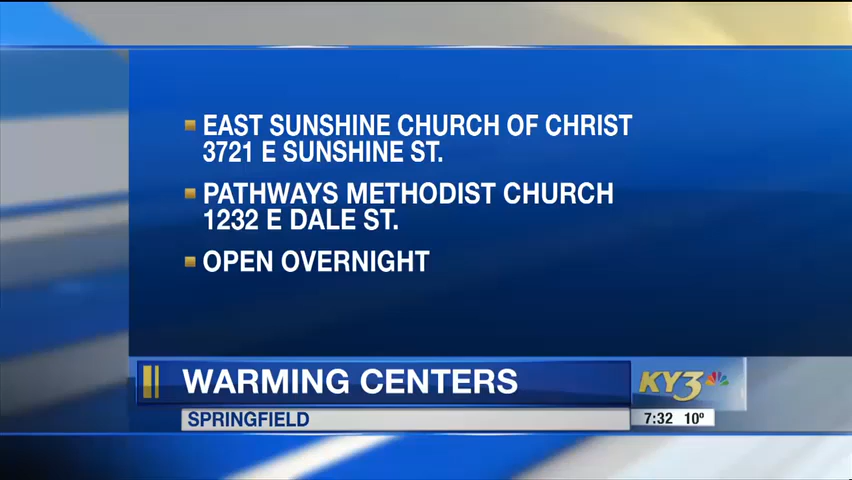 EAST SUNSHINE CHURCH OF CHRIST
3721 E SUNSHINE ST.
PATHWAYS METHODIST CHURCH
1232 E DALE ST.
OPEN OVERNIGHT
WARMING CENTERS
KY3
SPRINGFIELD
7:32 10º